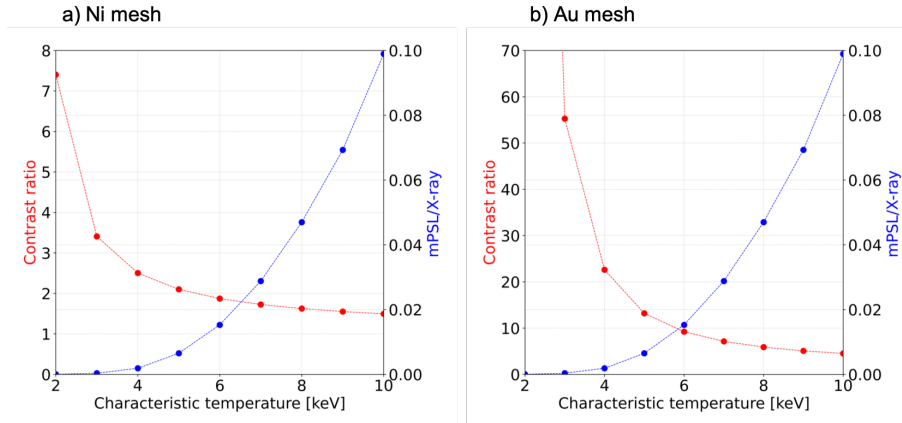 a) Ni mesh
b) Au mesh
8
7
6
5
4
3
2
1
0
Contrast ratio
0.10
0.08
0.06
0.04
0.02
0.00
mPSL/X-ray
2 4 6 8 10
Characteristic temperature [keV]
70
60
50
40
30
20
10
0
Contrast ratio
0.10
0.08
0.06
0.04
0.02
0.00
mPSL/X-ray
2 4 6 8 10
Characteristic temperature [keV]